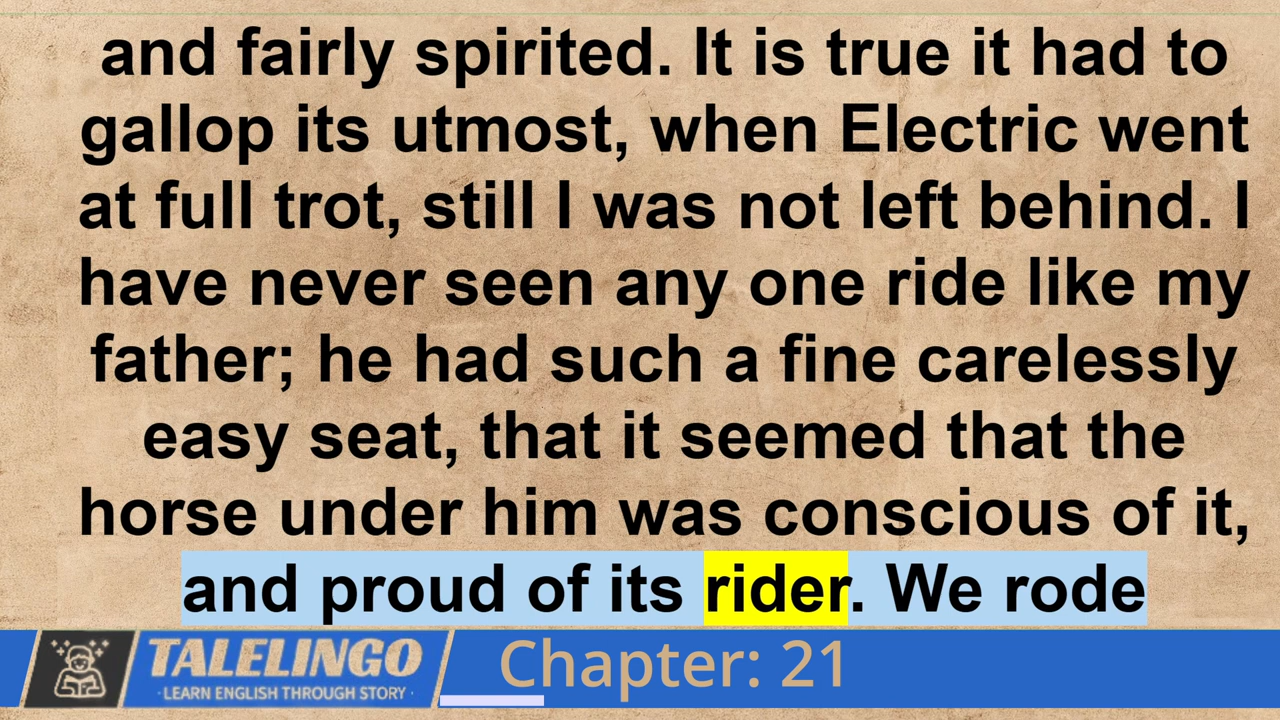 and fairly spirited. It is true it had to
gallop its utmost, when Electric went
at full trot, still I was not left behind. I
have never seen any one ride like my
father; he had such a fine carelessly
easy seat, that it seemed that the
horse under him was conscious of it,
and proud of its rider. We rode
TALELINGO
·LEARN ENGLISH THROUGH STORY·
Chapter: 21